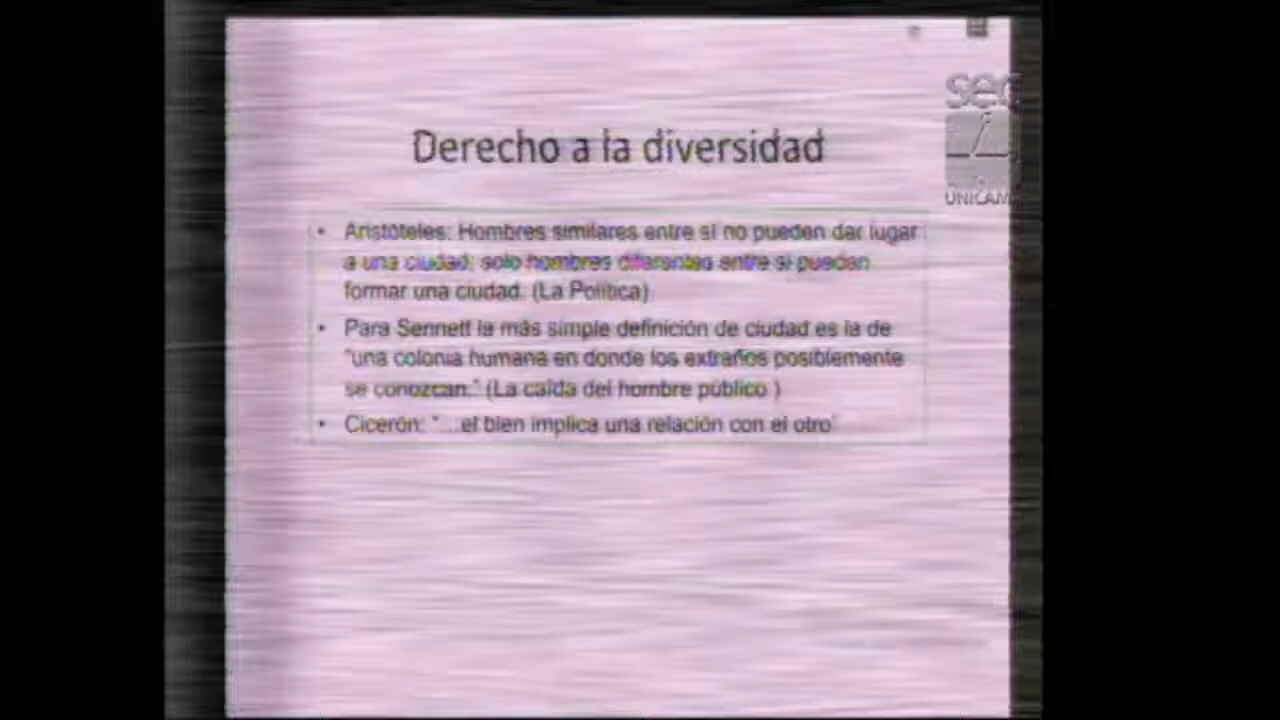 Derecho a la diversidad
sec
UNICAM
• Aristóteles: Hombres similares entre sí no pueden dar lugar
a una ciudad; solo hombres diferentes entre si pueden
formar una ciudad. (La Política)
• Para Sennett la más simple definición de ciudad es la de
"una colonia humana en donde los extraños posiblemente
se conozcan." (La caída del hombre público )
• Cicerón: "...el bien implica una relación con el otro"